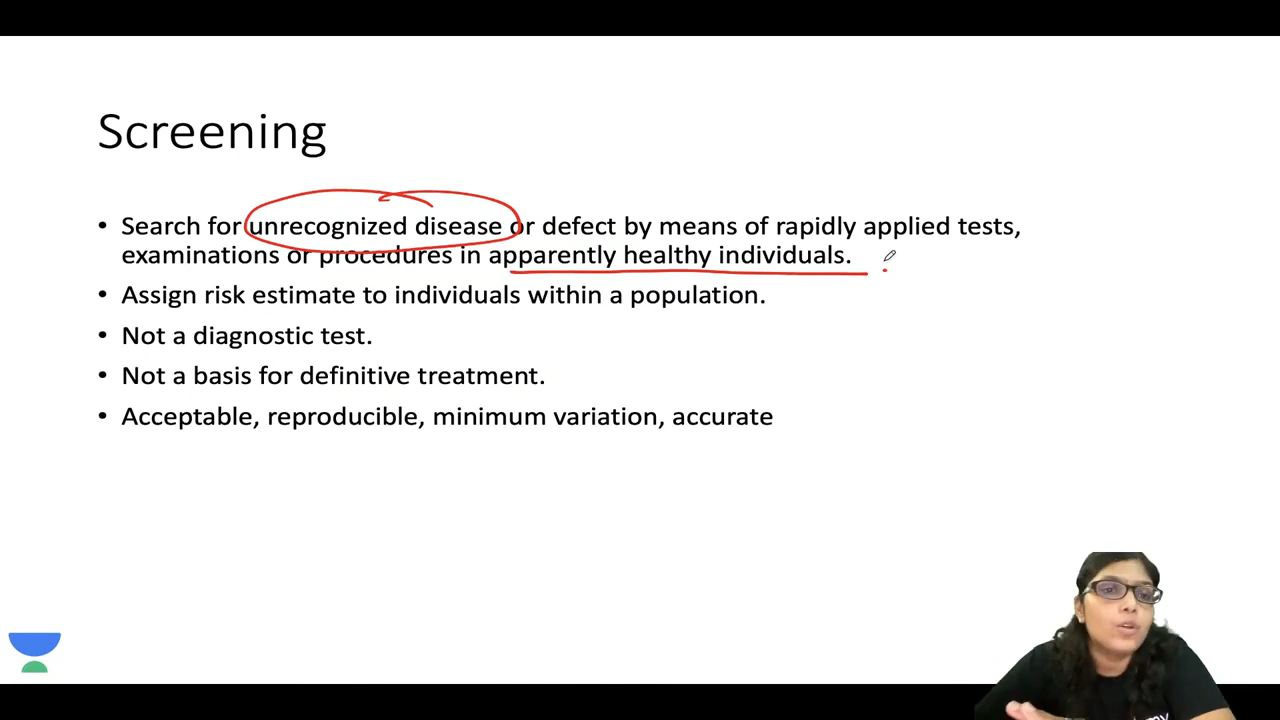 Screening
• Search for unrecognized disease or defect by means of rapidly applied tests,
examinations or procedures in apparently healthy individuals.
• Assign risk estimate to individuals within a population.
• Not a diagnostic test.
• Not a basis for definitive treatment.
• Acceptable, reproducible, minimum variation, accurate